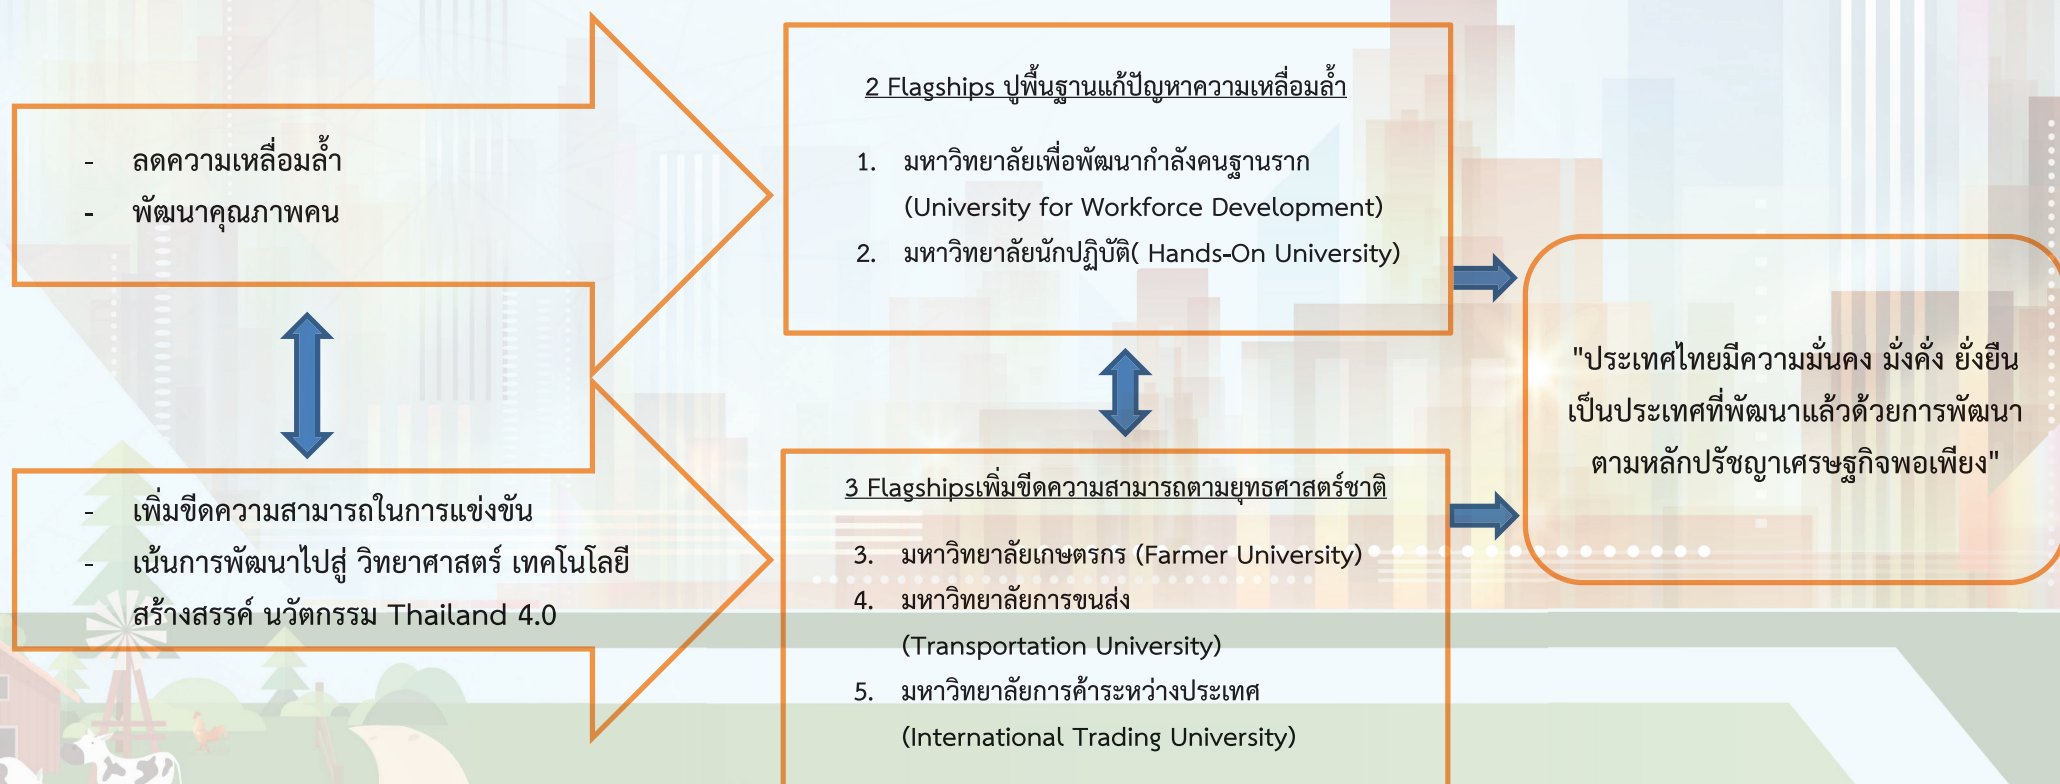 - ลดความเหลื่อมล้ำ
- พัฒนาคุณภาพคน
2 Flagships ปูพื้นฐานแก้ปัญหาความเหลื่อมล้ำ
1. มหาวิทยาลัยเพื่อพัฒนากำลังคนฐานราก
(University for Workforce Development)
2. มหาวิทยาลัยนักปฏิบัติ( Hands-On University)
- เพิ่มขีดความสามารถในการแข่งขัน
- เน้นการพัฒนาไปสู่ วิทยาศาสตร์ เทคโนโลยี
สร้างสรรค์ นวัตกรรม Thailand 4.0
3 Flagshipsเพิ่มขีดความสามารถตามยุทธศาสตร์ชาติ
3. มหาวิทยาลัยเกษตรกร (Farmer University)
4. มหาวิทยาลัยการขนส่ง
(Transportation University)
5. มหาวิทยาลัยการค้าระหว่างประเทศ
(International Trading University)
"ประเทศไทยมีความมั่นคง มั่งคั่ง ยั่งยืน
เป็นประเทศที่พัฒนาแล้วด้วยการพัฒนา
ตามหลักปรัชญาเศรษฐกิจพอเพียง"